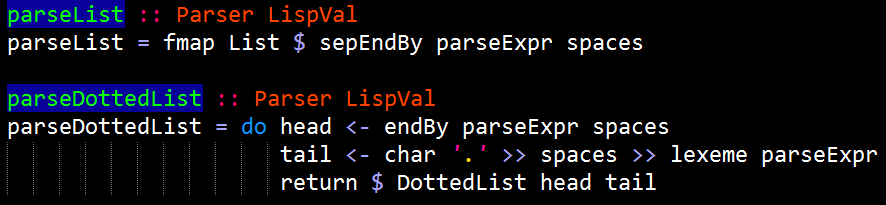 parseList :: Parser LispVal
parseList = fmap List $ sepEndBy parseExpr spaces
parseDottedList :: Parser LispVal
parseDottedList = do head <- endBy parseExpr spaces
tail <- char '.' >> spaces >> lexeme parseExpr
return $ DottedList head tail